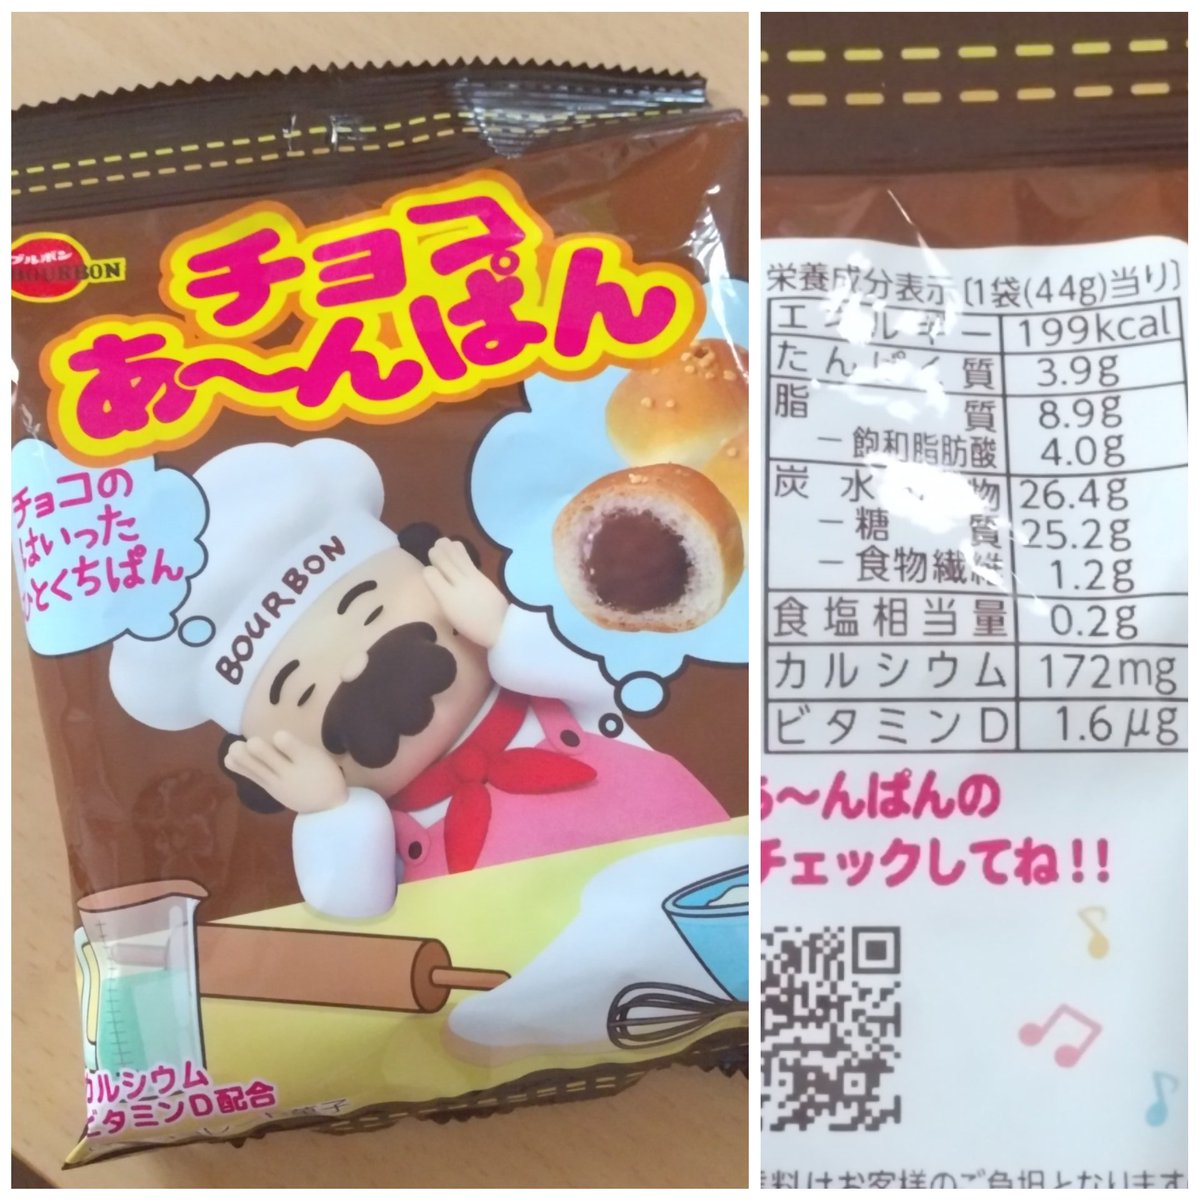 ブルボン
BOURBON
チョコ
あ〜んぱん
チョコの
はいった
ひとくちぱん
BOURBON
カルシウム
ビタミンD配合
栄養成分表示〔1袋(44g)当り〕
エネルギー 199kcal
たんぱく質 3.9g
脂質 8.9g
－飽和脂肪酸 4.0g
炭水化物 26.4g
－糖質 25.2g
－食物繊維 1.2g
食塩相当量 0.2g
カルシウム 172mg
ビタミンD 1.6μg
あ〜んぱんの
チェックしてね!!
料はお客様のご負担となります